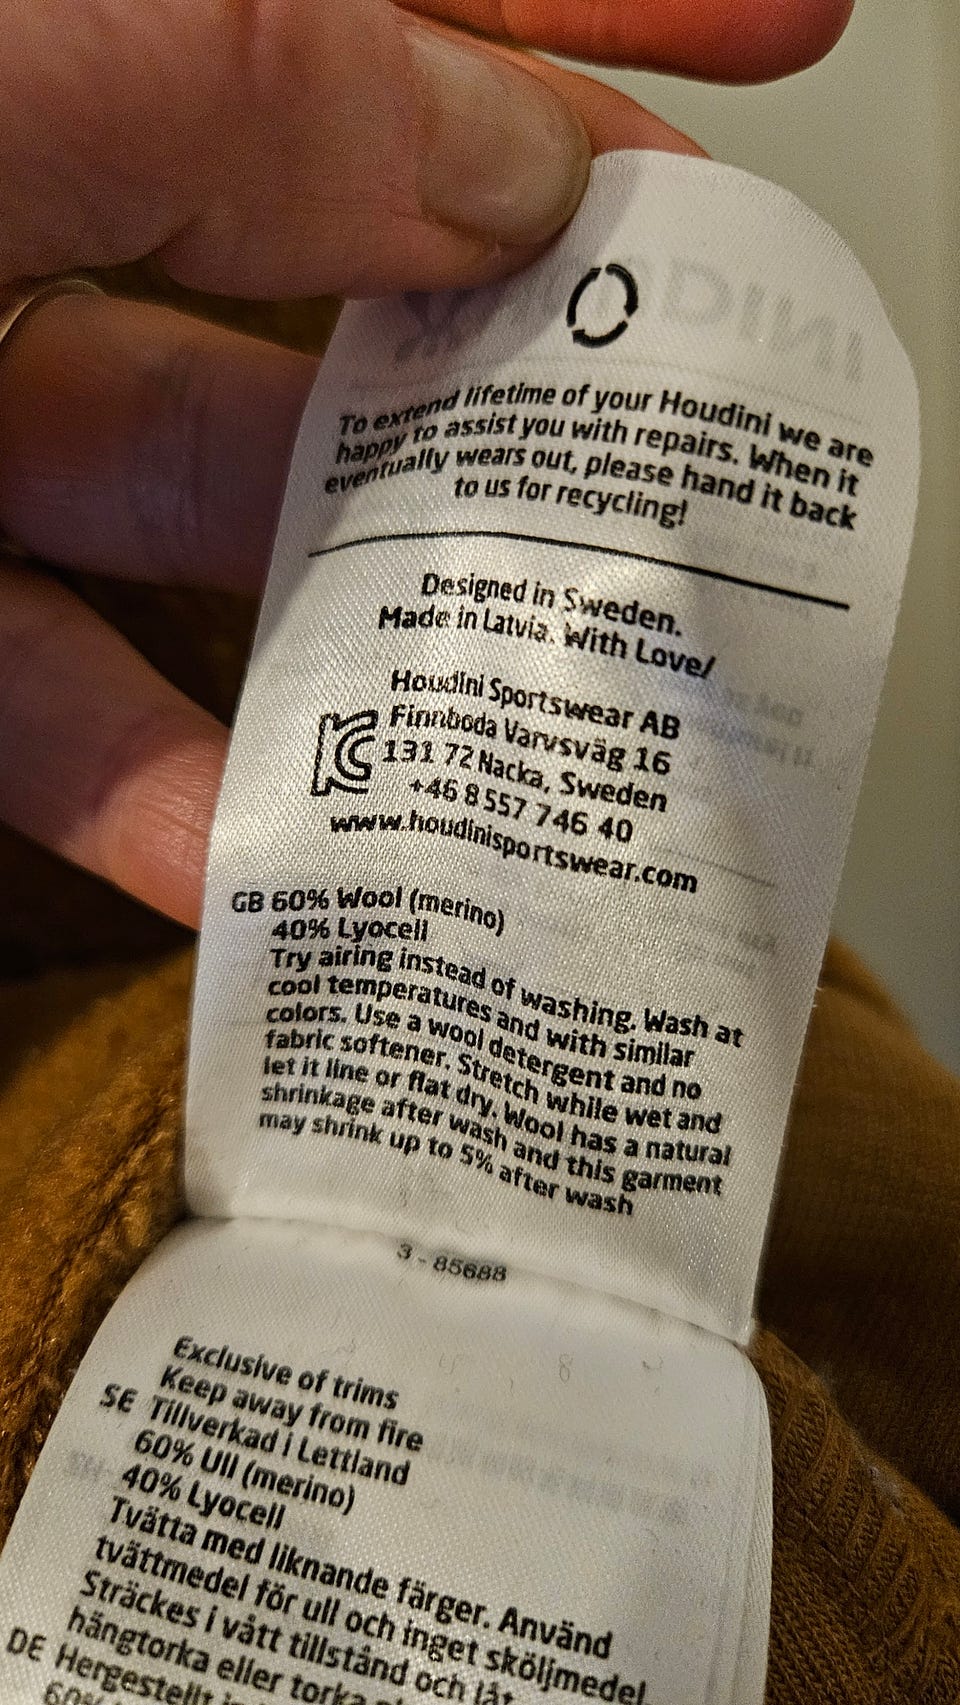 To extend lifetime of your Houdini we are
happy to assist you with repairs. When it
eventually wears out, please hand it back
to us for recycling!
Designed in Sweden.
Made in Latvia. With Love/
Houdini Sportswear AB
Finnboda Varvsväg 16
131 72 Nacka, Sweden
+46 8 557 746 40
www.houdinisportswear.com
GB 60% Wool (merino)
40% Lyocell
Try airing instead of washing. Wash at
cool temperatures and with similar
colors. Use a wool detergent and no
fabric softener. Stretch while wet and
let it line or flat dry. Wool has a natural
shrinkage after wash and this garment
may shrink up to 5% after wash
3 - 85688
Exclusive of trims
Keep away from fire
SE Tillverkad i Lettland
60% Ull (merino)
40% Lyocell
Tvätta med liknande färger. Använd
tvättmedel för ull och inget sköljmedel.
Sträckes i vått tillstånd och låt
hängtorka eller torka
DE Hergestellt
60%